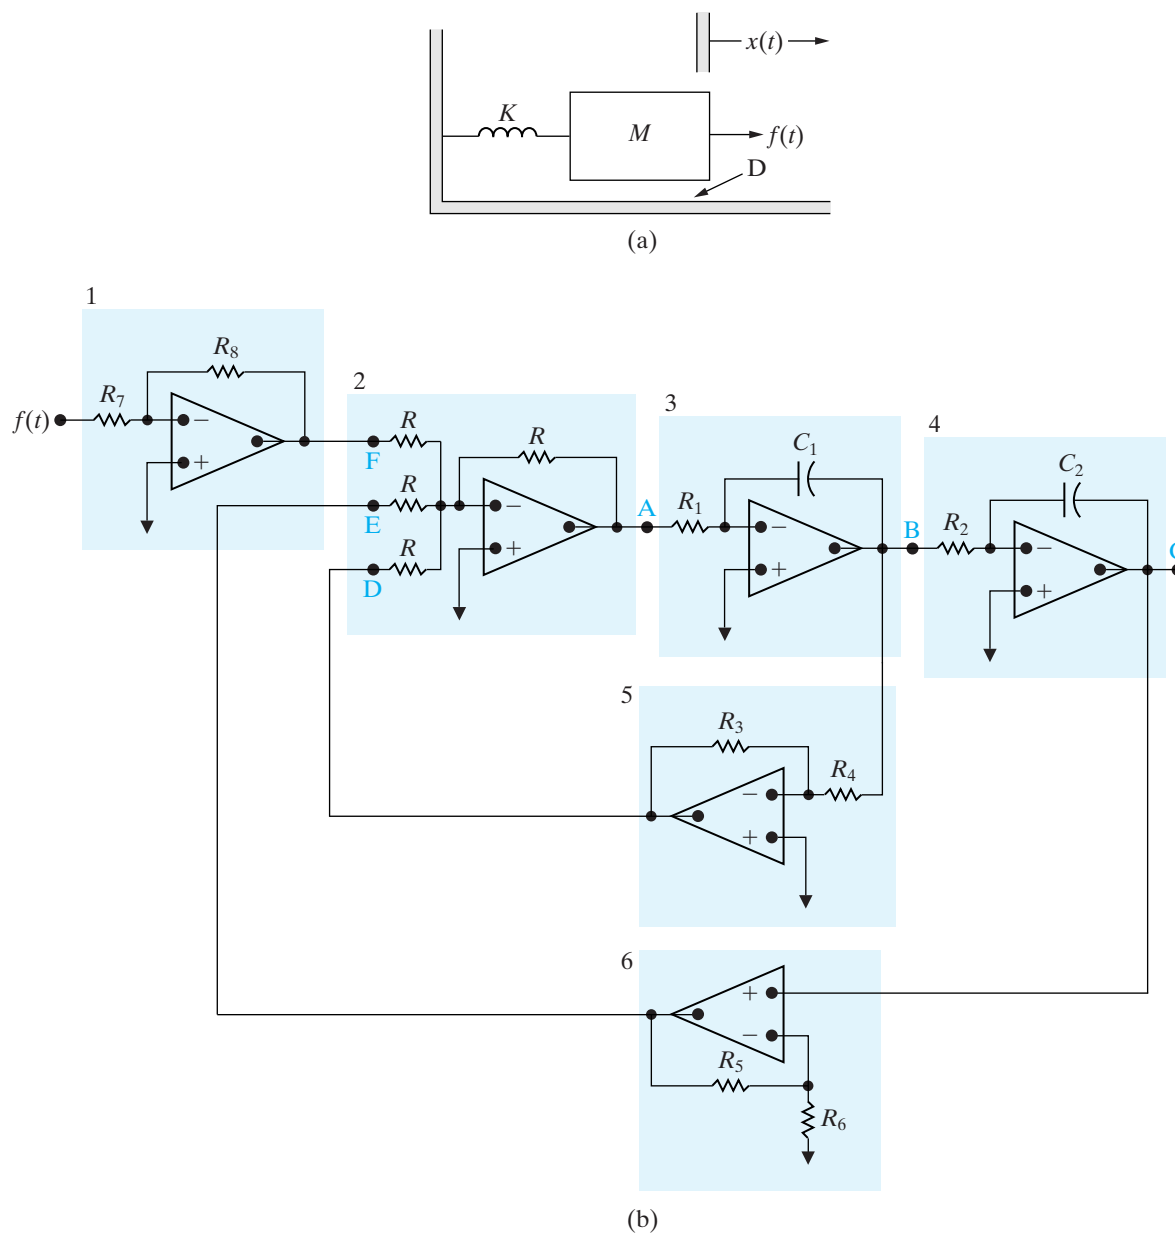 x(t)
K
M
f(t)
D
(a)
1
R8
R7
f(t)
−
+
2
R
F
R
R
E
R
D
−
+
3
C1
A
R1
−
+
4
C2
B
R2
−
+
5
R3
R4
−
+
6
+
−
R5
R6
(b)